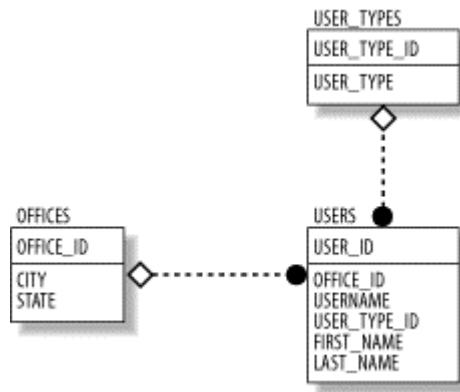 USER_TYPES
USER_TYPE_ID
USER_TYPE
OFFICES
OFFICE_ID
CITY
STATE
USERS
USER_ID
OFFICE_ID
USERNAME
USER_TYPE_ID
FIRST_NAME
LAST_NAME